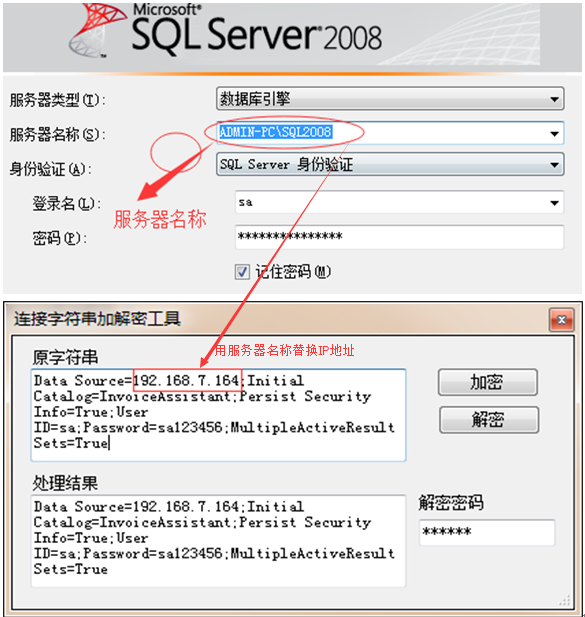 Microsoft®
SQL Server® 2008
服务器类型(T): 数据库引擎
服务器名称(S): ADMIN-PC\SQL2008
身份验证(A): SQL Server 身份验证
登录名(L): sa
服务器名称
密码(P): ***************
记住密码(M)
连接字符串加解密工具
用服务器名称替换IP地址
原字符串
Data Source=192.168.7.164;Initial
Catalog=InvoiceAssistant;Persist Security
Info=True;User
ID=sa;Password=sa123456;MultipleActiveResult
Sets=True
加密
解密
处理结果
Data Source=192.168.7.164;Initial
Catalog=InvoiceAssistant;Persist Security
Info=True;User
ID=sa;Password=sa123456;MultipleActiveResult
Sets=True
解密密码
******